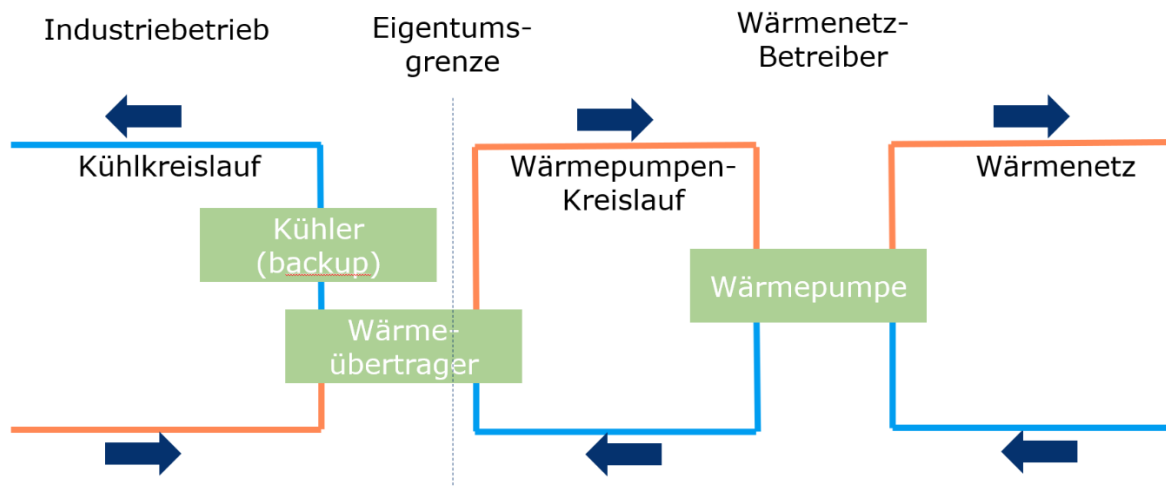 Industriebetrieb
Eigentums-
grenze
Wärmenetz-
Betreiber
Kühlkreislauf
Wärmepumpen-
Kreislauf
Wärmenetz
Kühler
(backup)
Wärmepumpe
Wärme-
übertrager